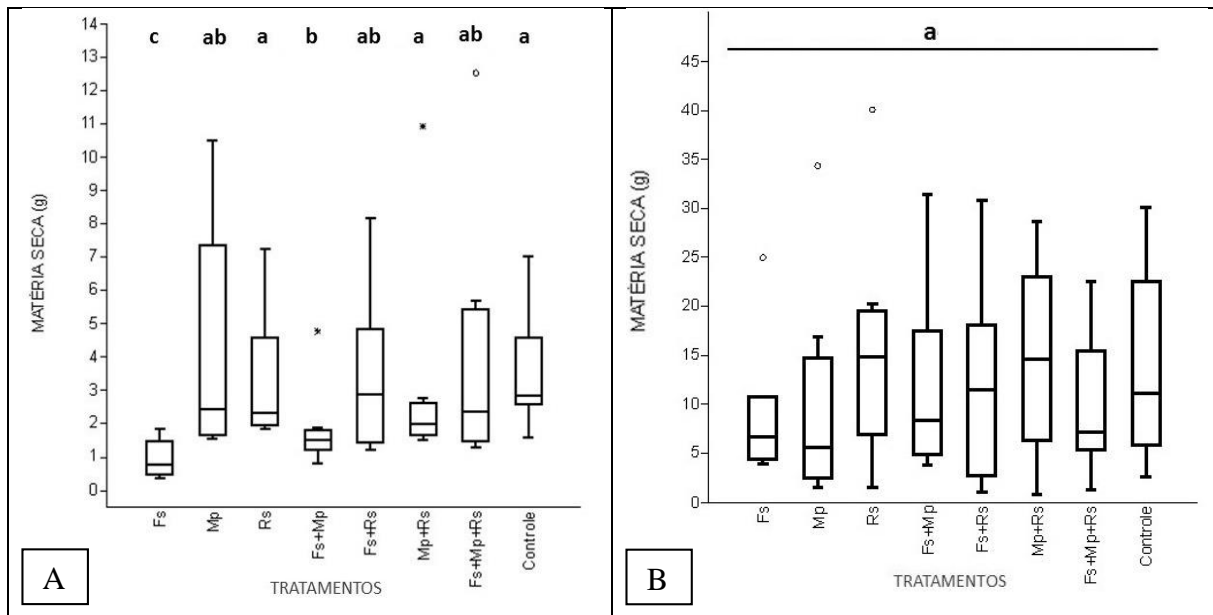 14
13
12
11
10
9
8
7
6
5
4
3
2
1
0
MATÉRIA SECA (g)
c ab a b ab a ab a
Fs
Mp
Rs
Fs+Mp
Fs+Rs
Mp+Rs
Fs+Mp+Rs
Controle
TRATAMENTOS
A
a
45
40
35
30
25
20
15
10
5
0
MATÉRIA SECA (g)
Fs
Mp
Rs
Fs+Mp
Fs+Rs
Mp+Rs
Fs+Mp+Rs
Controle
TRATAMENTOS
B